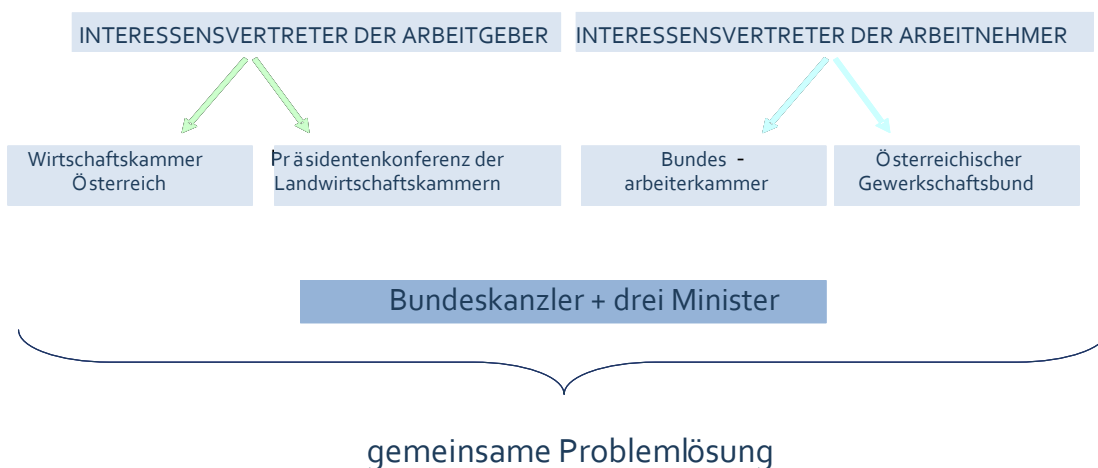 INTERESSENSVERTRETER DER ARBEITGEBER
INTERESSENSVERTRETER DER ARBEITNEHMER
Wirtschaftskammer
Österreich
Präsidentenkonferenz der
Landwirtschaftskammern
Bundes -
arbeiterkammer
Österreichischer
Gewerkschaftsbund
Bundeskanzler + drei Minister
gemeinsame Problemlösung